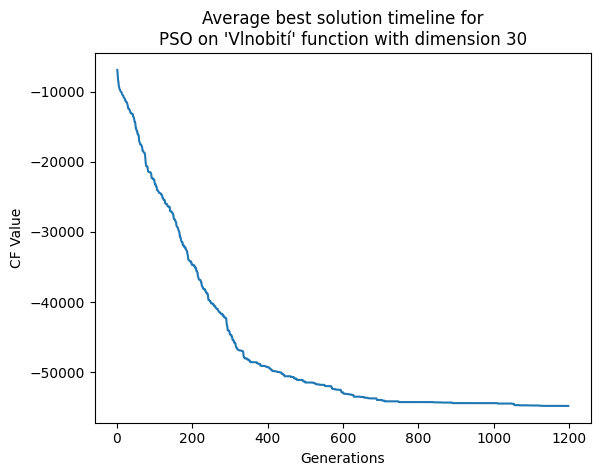 Average best solution timeline for
PSO on 'Vlnobití' function with dimension 30
CF Value
−10000
−20000
−30000
−40000
−50000
0 200 400 600 800 1000 1200
Generations